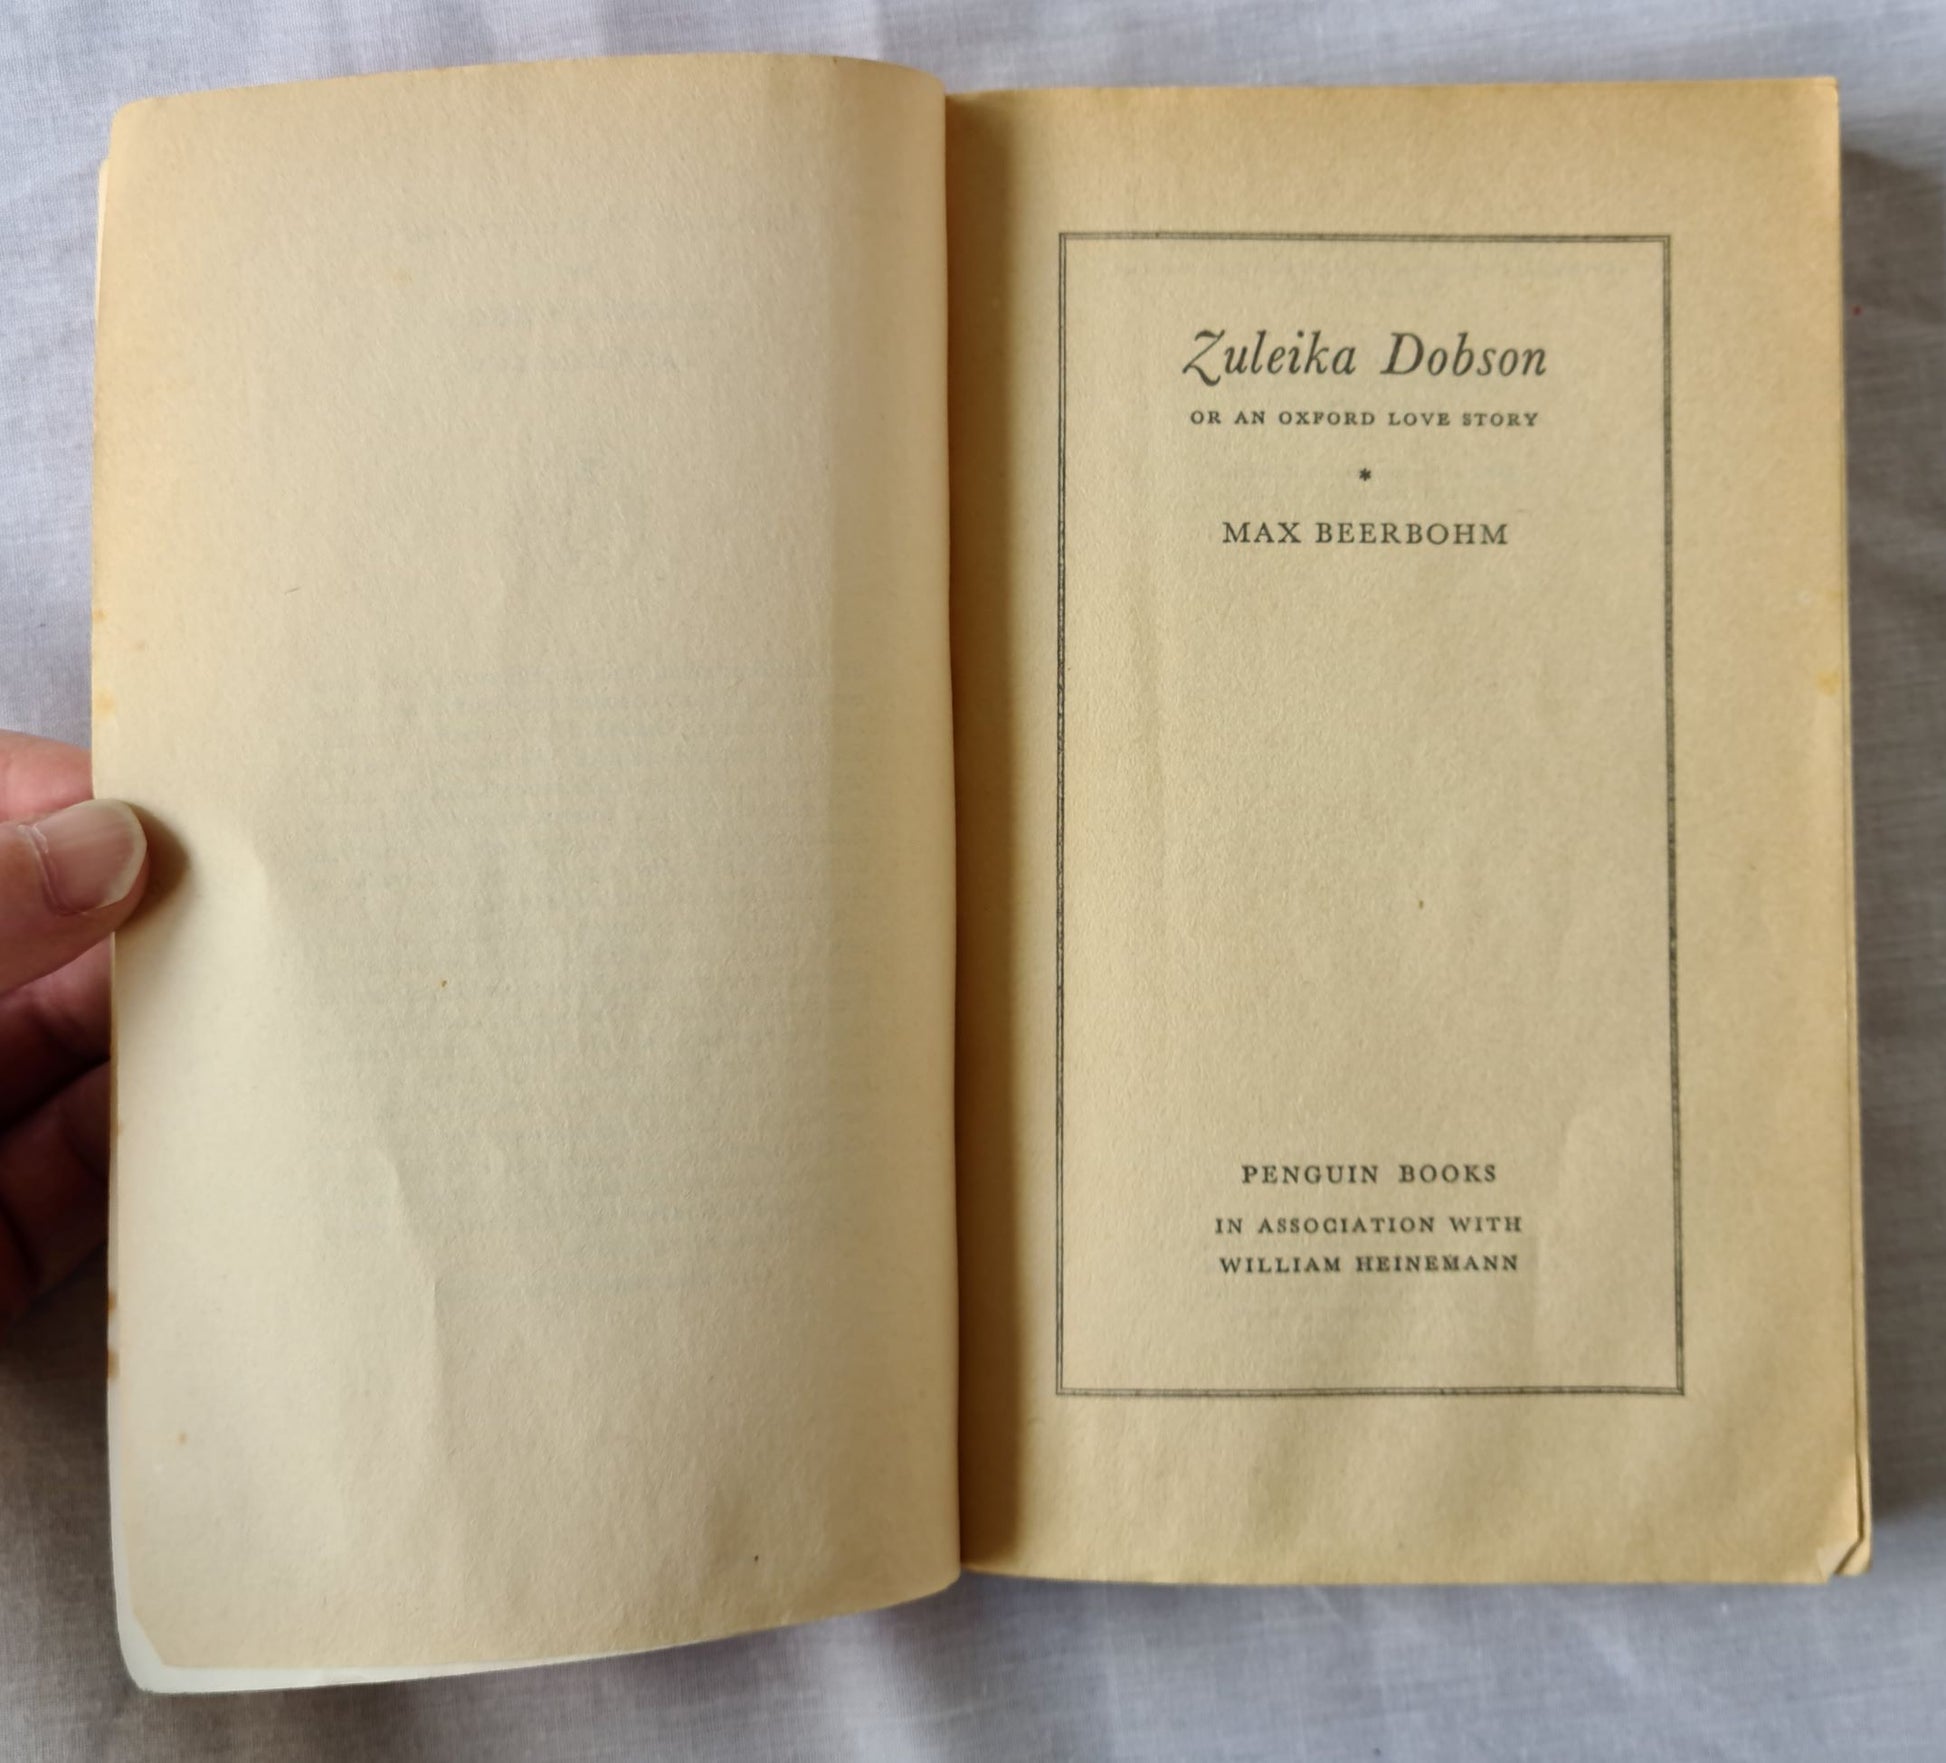 Zuleika Dobson
OR AN OXFORD LOVE STORY
*
MAX BEERBOHM
PENGUIN BOOKS
IN ASSOCIATION WITH
WILLIAM HEINEMANN